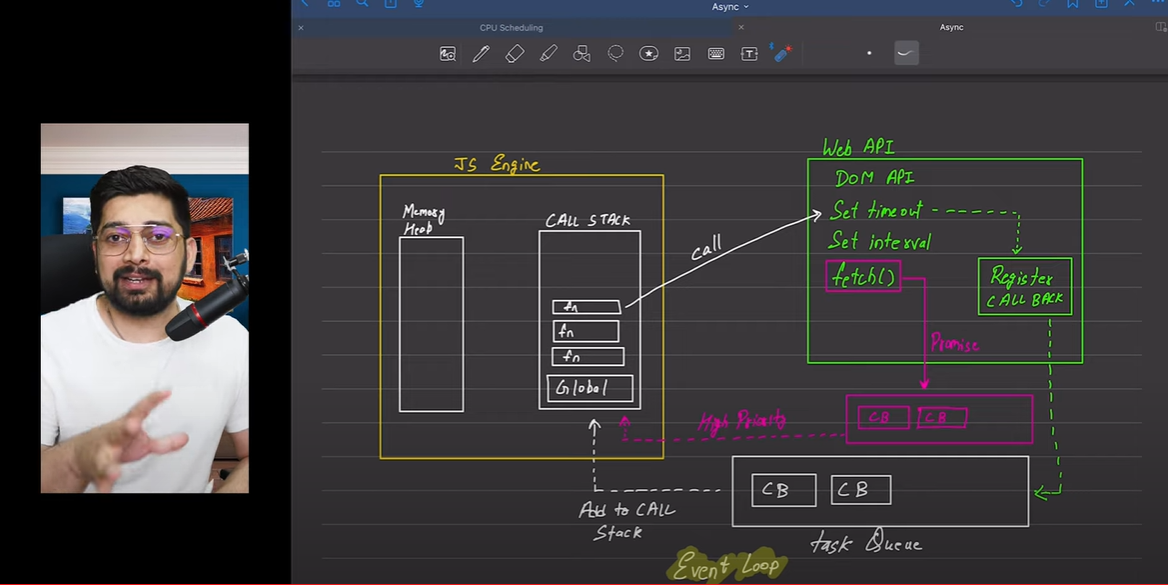 Async
CPU Scheduling
Async
JS Engine
Memory
Heap
CALL STACK
fn
fn
fn
Global
call
Web API
DOM API
Set timeout
Set interval
fetch()
Register
CALL BACK
Promise
High Priority
CB
CB
CB
CB
Add to CALL
Stack
task Queue
Event Loop